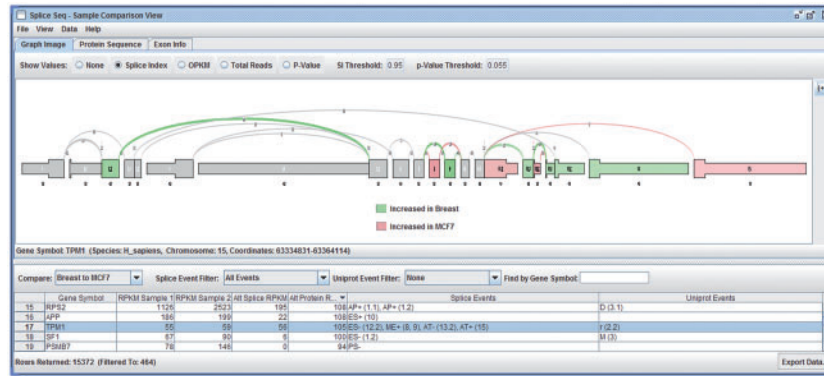 Splice Seq - Sample Comparison View
File View Data Help
Graph Image Protein Sequence Exon Info
Show Values: None Splice Index OPKM Total Reads P-Value SI Threshold: 0.95 p-Value Threshold: 0.055
Increased in Breast
Increased in MCF7
Gene Symbol: TPM1 (Species: H_sapiens, Chromosome: 15, Coordinates: 63334831-63364114)
Compare: Breast to MCF7 Splice Event Filter: All Events Uniprot Event Filter: None Find by Gene Symbol:
Gene Symbol RPKM Sample 1 RPKM Sample 2 Alt Splice RPKM Alt Protein R... Splice Events Uniprot Events
15 RPS2 1126 2523 195 108 AP+ (1.1), AP+ (1.2) D (3.1)
16 APP 186 199 22 108 ES+ (10)
17 TPM1 55 59 58 105 ES- (12.2), ME+ (8, 9), AT- (13.2), AT+ (15) r (2.2)
18 SF1 67 90 6 100 ES- (1.2) M (3)
19 PSMB7 78 146 0 94 PS-
Rows Returned: 15372 (Filtered To: 464) Export Data...